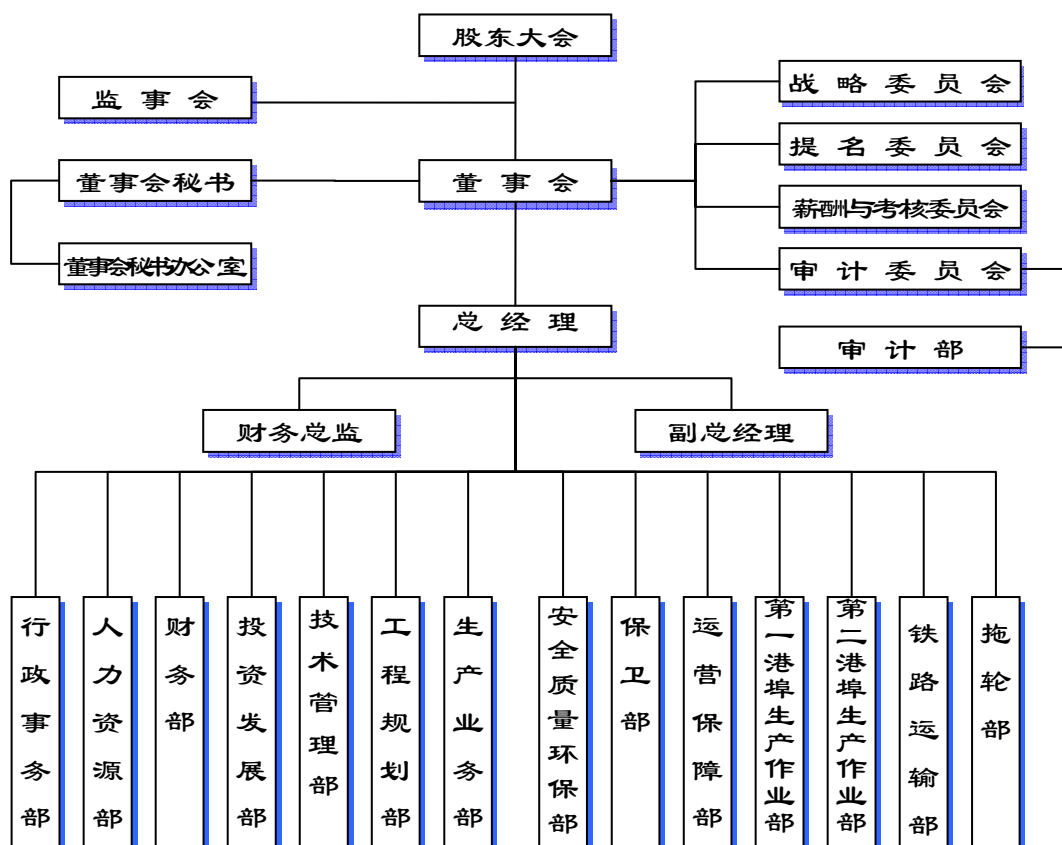 股东大会
监事会
战略委员会
提名委员会
董事会秘书
董事会
薪酬与考核委员会
董事会秘书办公室
审计委员会
总经理
审计部
财务总监
副总经理
行政事务部
人力资源部
财务部
投资发展部
技术管理部
工程规划部
生产业务部
安全质量环保部
保卫部
运营保障部
第一港埠生产作业部
第二港埠生产作业部
铁路运输部
拖轮部